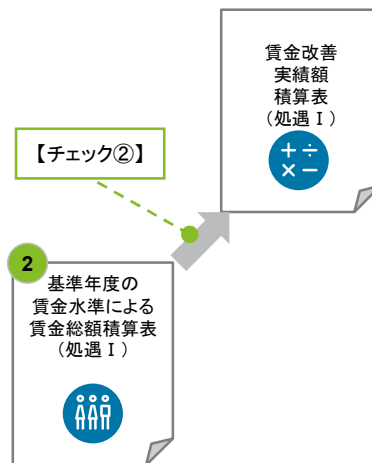 賃金改善
実績額
積算表
（処遇Ⅰ）
【チェック②】
2
基準年度の
賃金水準による
賃金総額積算表
（処遇Ⅰ）